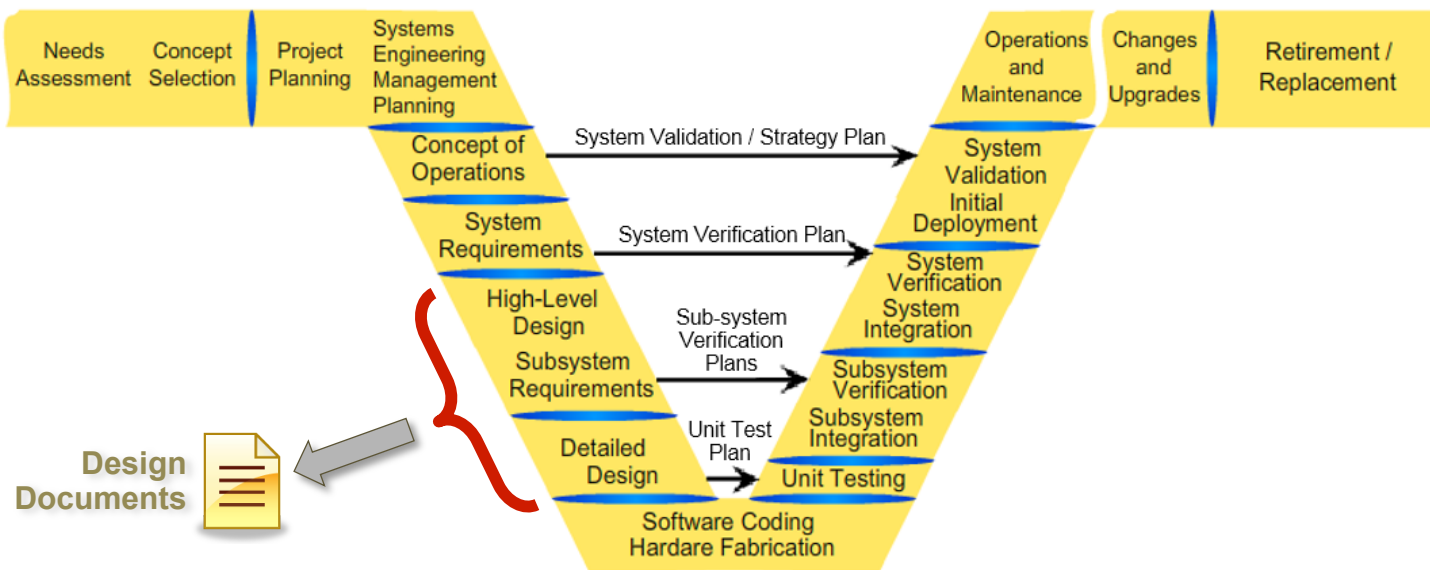 Needs
Assessment
Concept
Selection
Project
Planning
Systems
Engineering
Management
Planning
Operations
and
Maintenance
Changes
and
Upgrades
Retirement /
Replacement
Concept of
Operations
System Validation / Strategy Plan
System
Validation
Initial
Deployment
System
Requirements
System Verification Plan
System
Verification
System
Integration
High-Level
Design
Subsystem
Requirements
Sub-system
Verification
Plans
Subsystem
Verification
Subsystem
Integration
Detailed
Design
Unit Test
Plan
Unit Testing
Design
Documents
Software Coding
Hardare Fabrication